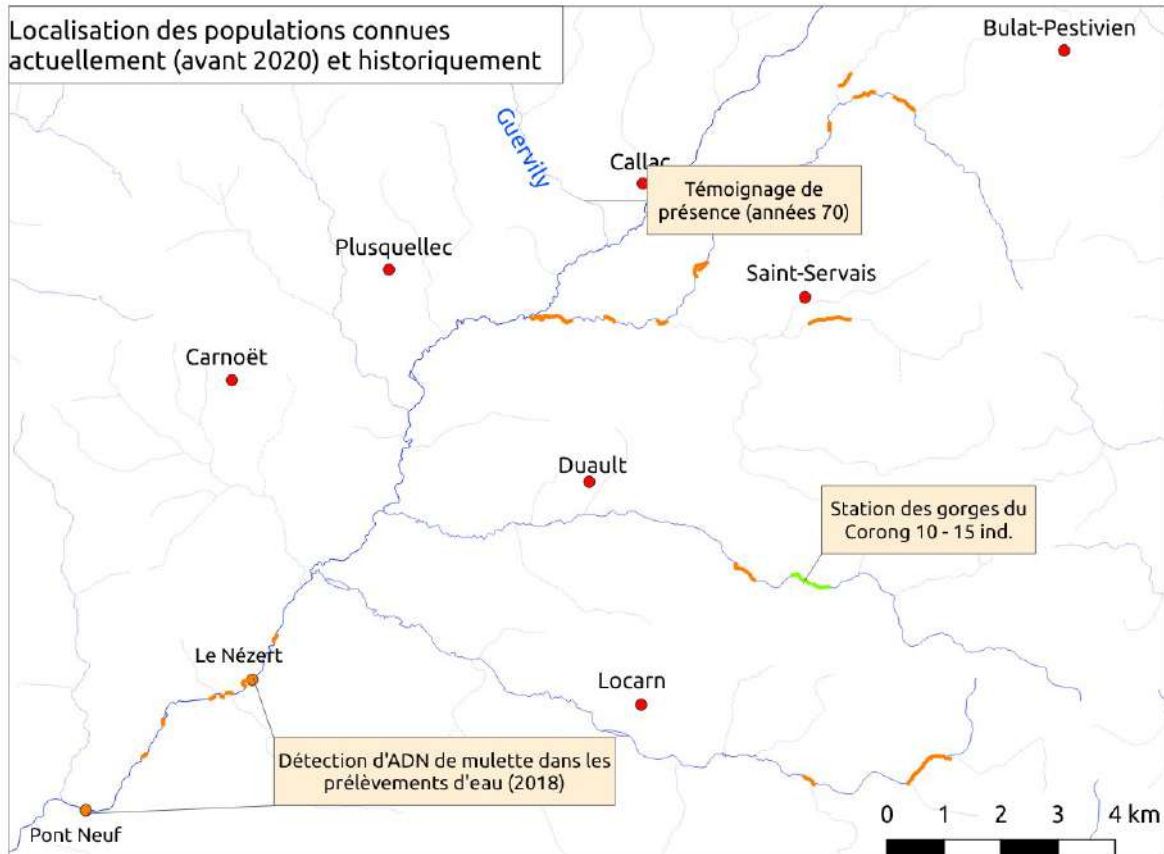 Localisation des populations connues
actuellement (avant 2020) et historiquement
Bulat-Pestivien
Guervily
Callac
Témoignage de
présence (années 70)
Plusquellec
Saint-Servais
Carnoët
Duault
Station des gorges du
Corong 10 - 15 ind.
Le Nézert
Locarn
Détection d'ADN de mulette dans les
prélèvements d'eau (2018)
Pont Neuf
0 1 2 3 4 km